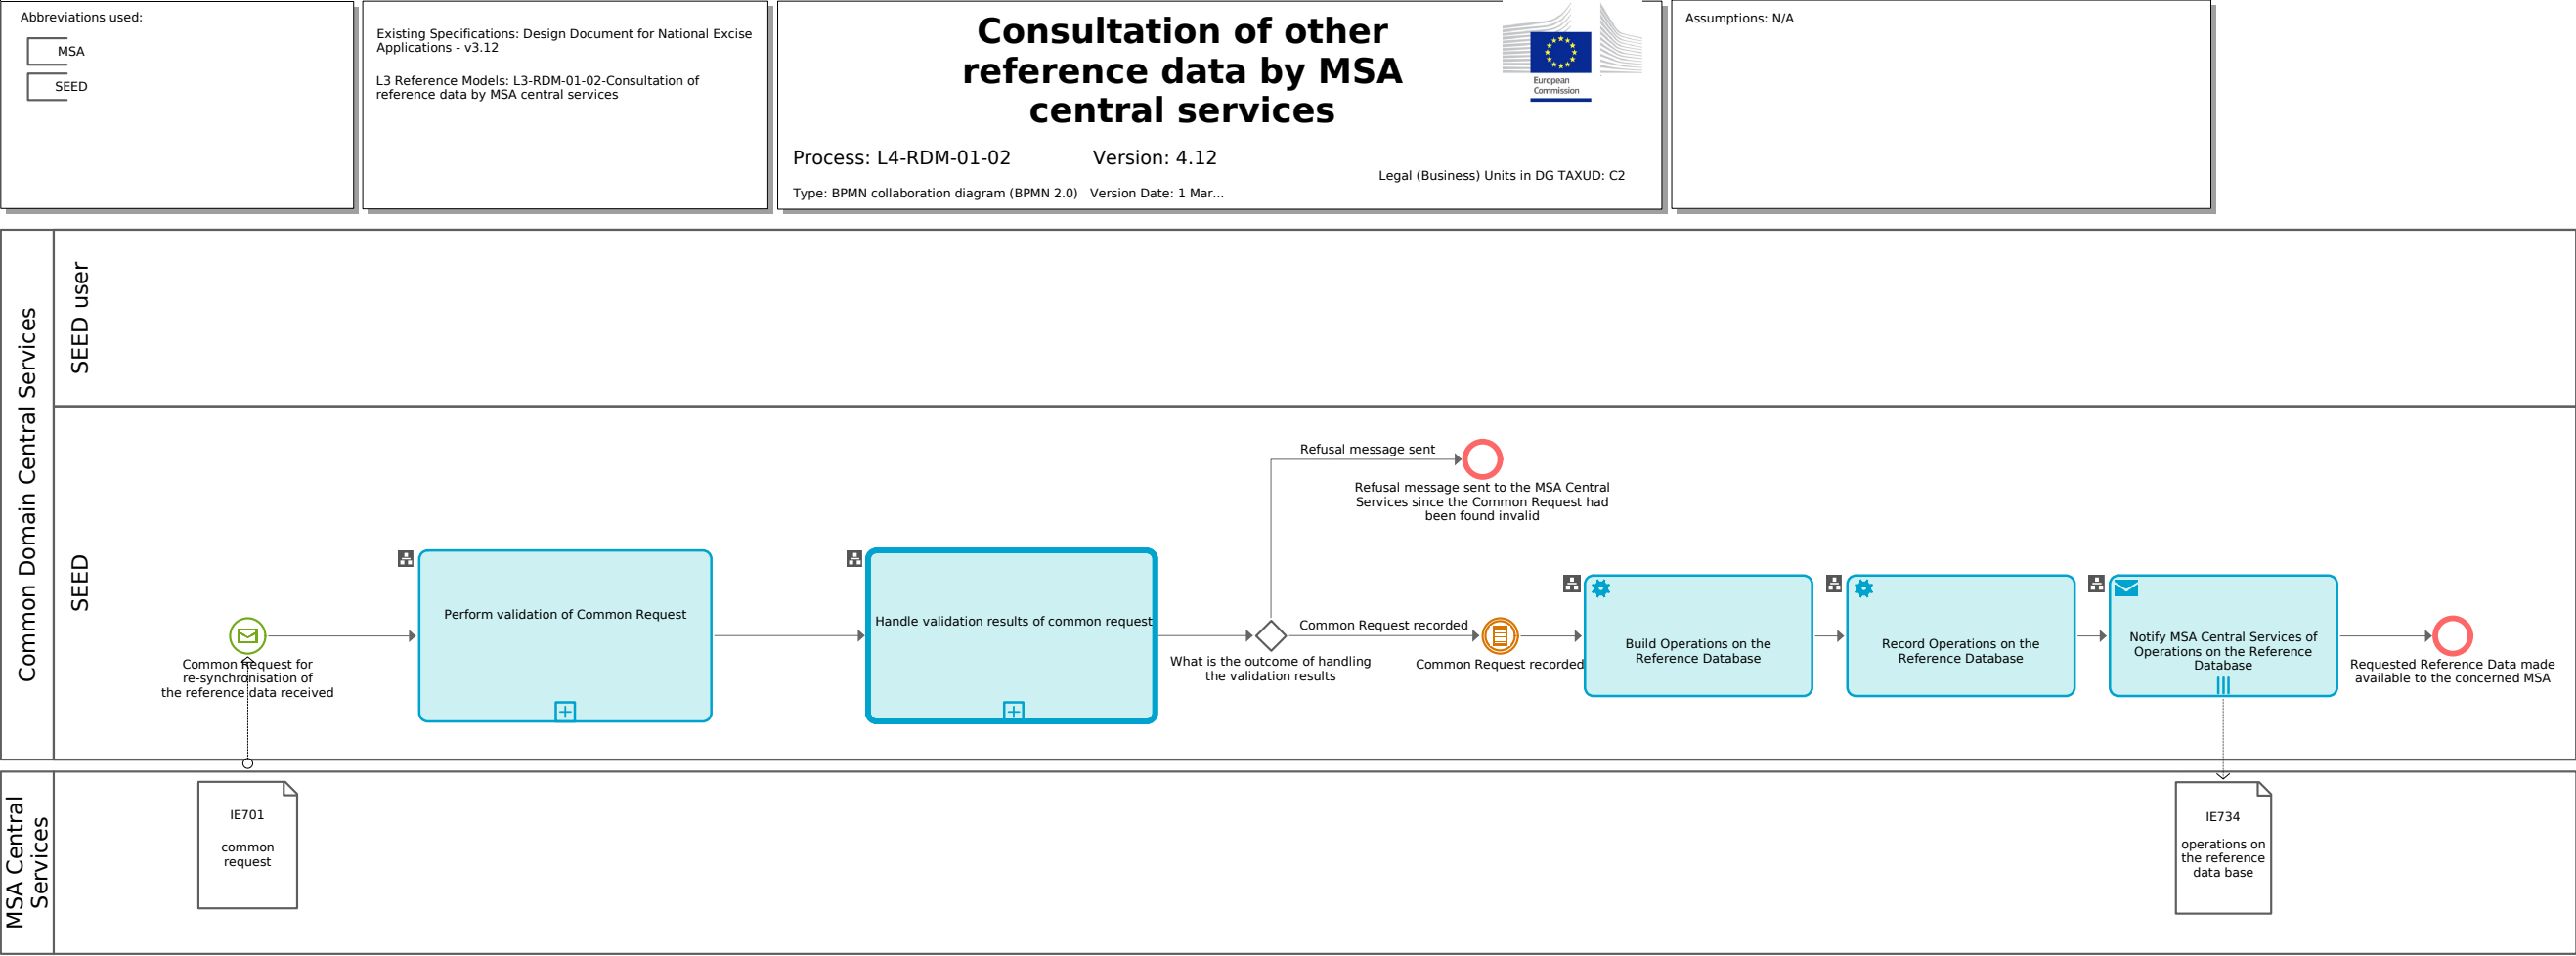 Abbreviations used:
MSA
SEED
Existing Specifications: Design Document for National Excise
Applications - v3.12
L3 Reference Models: L3-RDM-01-02-Consultation of
reference data by MSA central services
Consultation of other
reference data by MSA
central services
European
Commission
Process: L4-RDM-01-02
Version: 4.12
Legal (Business) Units in DG TAXUD: C2
Type: BPMN collaboration diagram (BPMN 2.0)
Version Date: 1 Mar...
Assumptions: N/A
Common Domain Central Services
SEED user
SEED
Refusal message sent
Refusal message sent to the MSA Central
Services since the Common Request had
been found invalid
Common Request for
re-synchronisation of
the reference data received
Perform validation of Common Request
Handle validation results of common request
What is the outcome of handling
the validation results
Common Request recorded
Common Request recorded
Build Operations on the
Reference Database
Record Operations on the
Reference Database
Notify MSA Central Services of
Operations on the Reference
Database
Requested Reference Data made
available to the concerned MSA
MSA Central
Services
IE701
common
request
IE734
operations on
the reference
data base